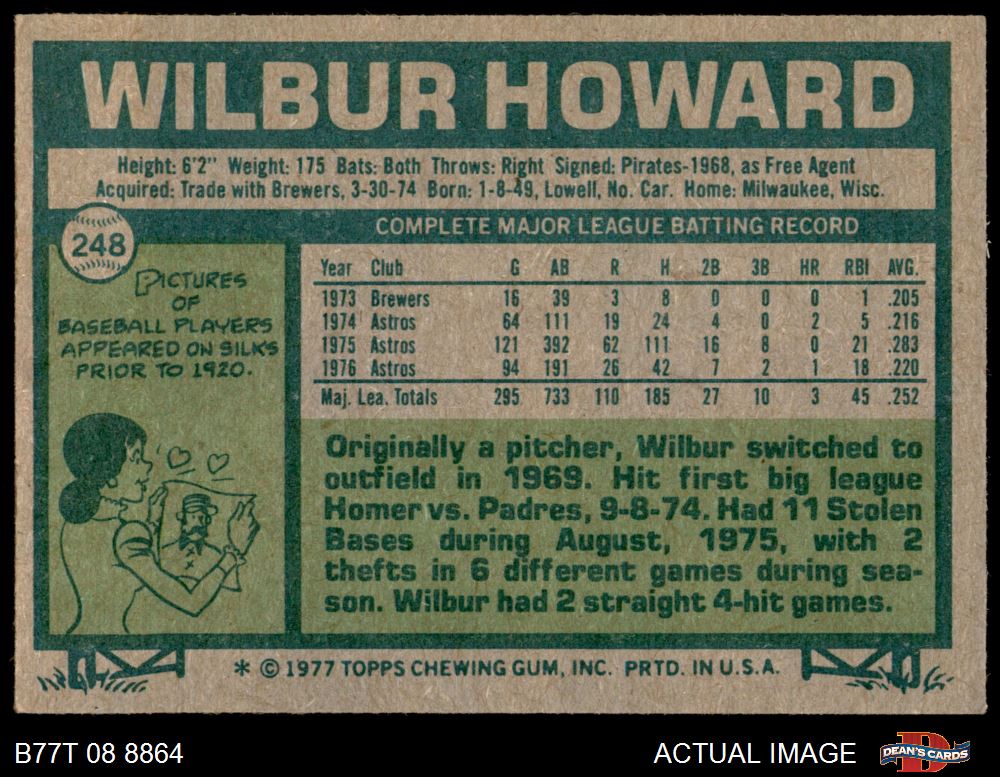 WILBUR HOWARD
Height: 6'2" Weight: 175 Bats: Both Throws: Right Signed: Pirates-1968, as Free Agent
Acquired: Trade with Brewers, 3-30-74 Born: 1-8-49, Lowell, No. Car. Home: Milwaukee, Wisc.
248
PICTURES
OF
BASEBALL PLAYERS
APPEARED ON SILKS
PRIOR TO 1920.
COMPLETE MAJOR LEAGUE BATTING RECORD
Year Club G AB R H 2B 3B HR RBI AVG.
1973 Brewers 16 39 3 8 0 0 0 1 .205
1974 Astros 64 111 19 24 4 0 2 5 .216
1975 Astros 121 392 62 111 16 8 0 21 .283
1976 Astros 94 191 26 42 7 2 1 18 .220
Maj. Lea. Totals 295 733 110 185 27 10 3 45 .252
Originally a pitcher, Wilbur switched to
outfield in 1969. Hit first big league
Homer vs. Padres, 9-8-74. Had 11 Stolen
Bases during August, 1975, with 2
thefts in 6 different games during sea-
son. Wilbur had 2 straight 4-hit games.
* © 1977 TOPPS CHEWING GUM, INC. PRTD. IN U.S.A.
B77T 08 8864
ACTUAL IMAGE
DEAN'S CARDS